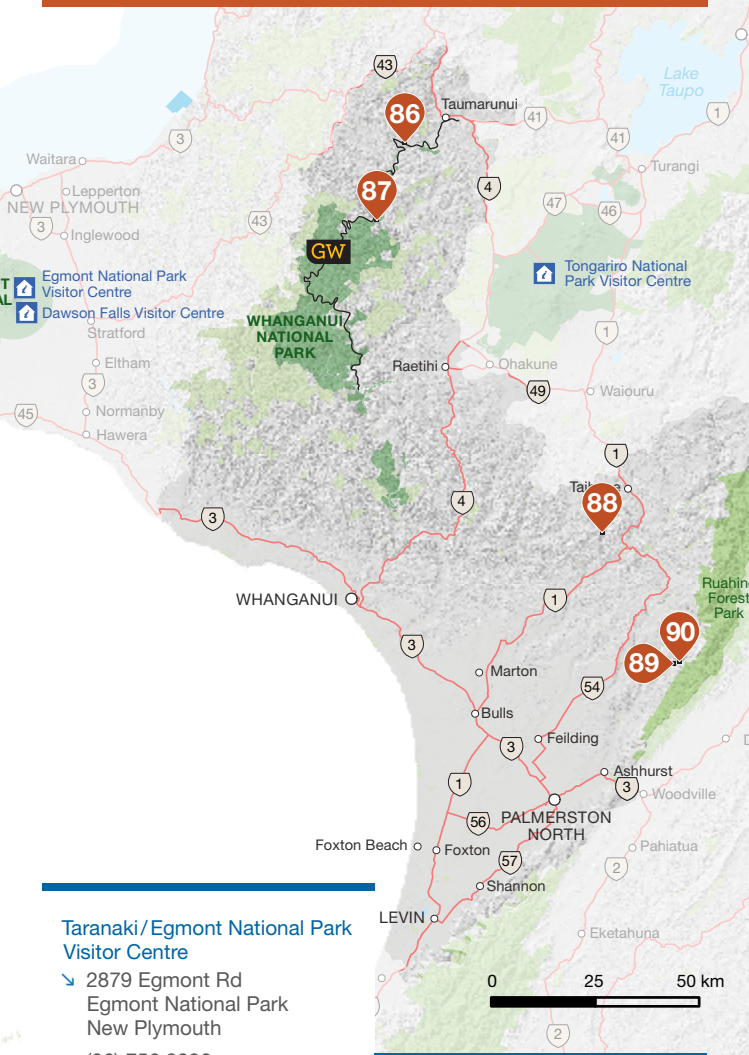 43
Taumarunui
86
Lake
Taupo
41
1
3
41
Waitara
Turangi
87
4
Lepperton
NEW PLYMOUTH
47
46
3
43
Inglewood
GW
Egmont National Park
Visitor Centre
Tongariro National
Park Visitor Centre
Dawson Falls Visitor Centre
Stratford
WHANGANUI
NATIONAL
PARK
1
Eltham
Raetihi
Ohakune
3
49
Waiouru
45
Normanby
Hawera
1
88
4
3
Ruahin
Forest
Park
WHANGANUI
1
3
90
89
Marton
54
Bulls
3
Feilding
Ashhurst
1
3
Woodville
56
PALMERSTON
NORTH
Foxton Beach
Foxton
57
Pahiatua
2
Shannon
LEVIN
Eketahuna
0 25 50 km
2
Taranaki/Egmont National Park
Visitor Centre
↘ 2879 Egmont Rd
Egmont National Park
New Plymouth